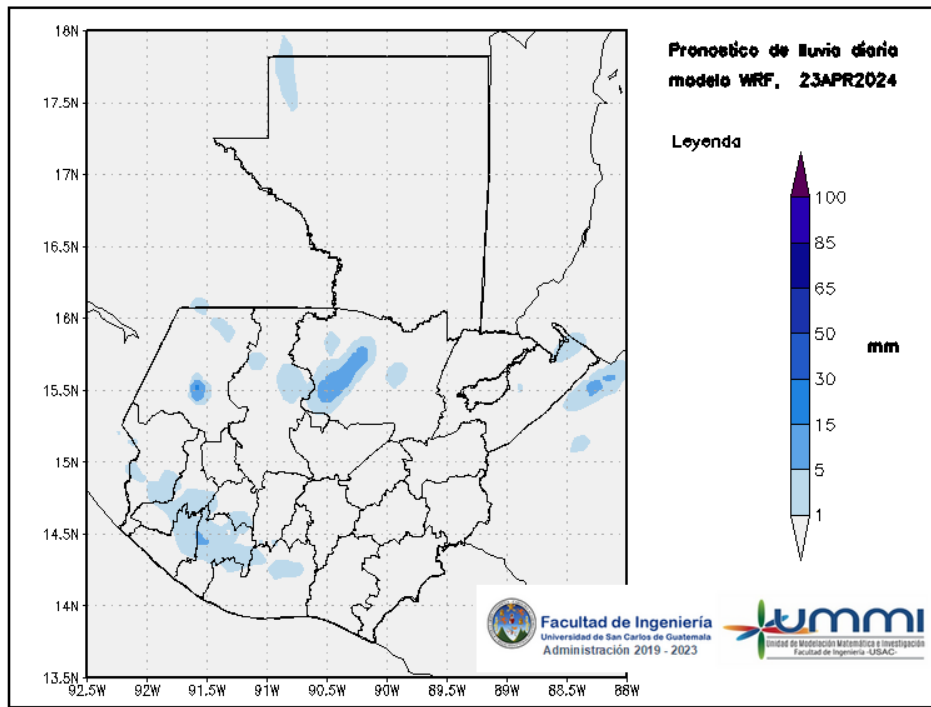 Pronostico de lluvia diaria
modelo WRF, 23APR2024
Leyenda
100
85
65
50
mm
30
15
5
1
18N
17.5N
17N
16.5N
16N
15.5N
15N
14.5N
14N
13.5N
92.5W
92W
91.5W
91W
90.5W
90W
89.5W
89W
88.5W
88W
Facultad de Ingeniería
Universidad de San Carlos de Guatemala
Administración 2019 - 2023
UMMI
Unidad de Modelación Matemática e Investigación
Facultad de Ingeniería -USAC-